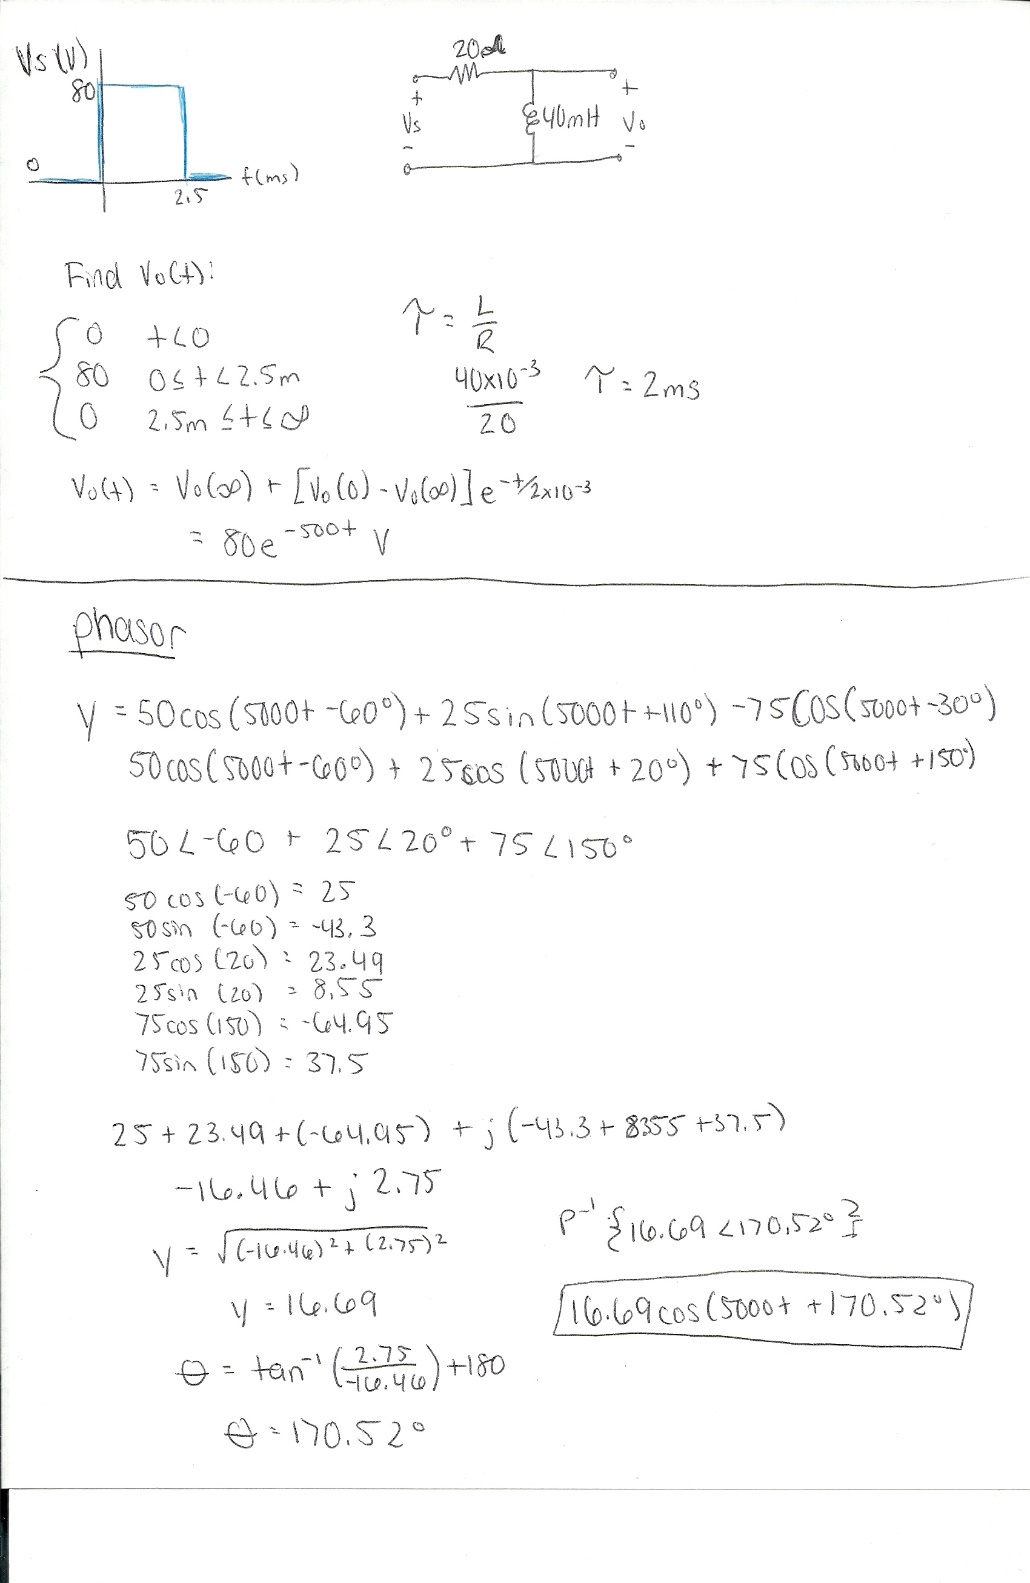 Vs(V)
80
0
2.5
t(ms)
20Ω
+
Vs
-
40mH
+
Vo
-
Find Vo(t):
0 t<0
80 0≤t<2.5m
0 2.5m≤t≤∞
τ = L/R
40x10^-3 / 20
τ = 2ms
Vo(t) = Vo(∞) + [Vo(0) - Vo(∞)]e^-t/2x10^-3
= 80e^-500t V
phasor
y = 50cos(5000t -60°) + 25sin(5000t+110°) -75cos(5000t-30°)
50cos(5000t-60°) + 25cos(5000t +20°) + 75cos(5000t +150°)
50∠-60 + 25∠20° + 75∠150°
50cos(-60) = 25
50sin(-60) = -43.3
25cos(20) = 23.49
25sin(20) = 8.55
75cos(150) = -64.95
75sin(150) = 37.5
25 + 23.49 + (-64.95) + j(-43.3 + 8.55 + 37.5)
-16.46 + j 2.75
y = √(-16.46)² + (2.75)²
y = 16.69
θ = tan^-1 (2.75/-16.46) +180
θ = 170.52°
P^-1 {16.69∠170.52°}
16.69cos(5000t +170.52°)